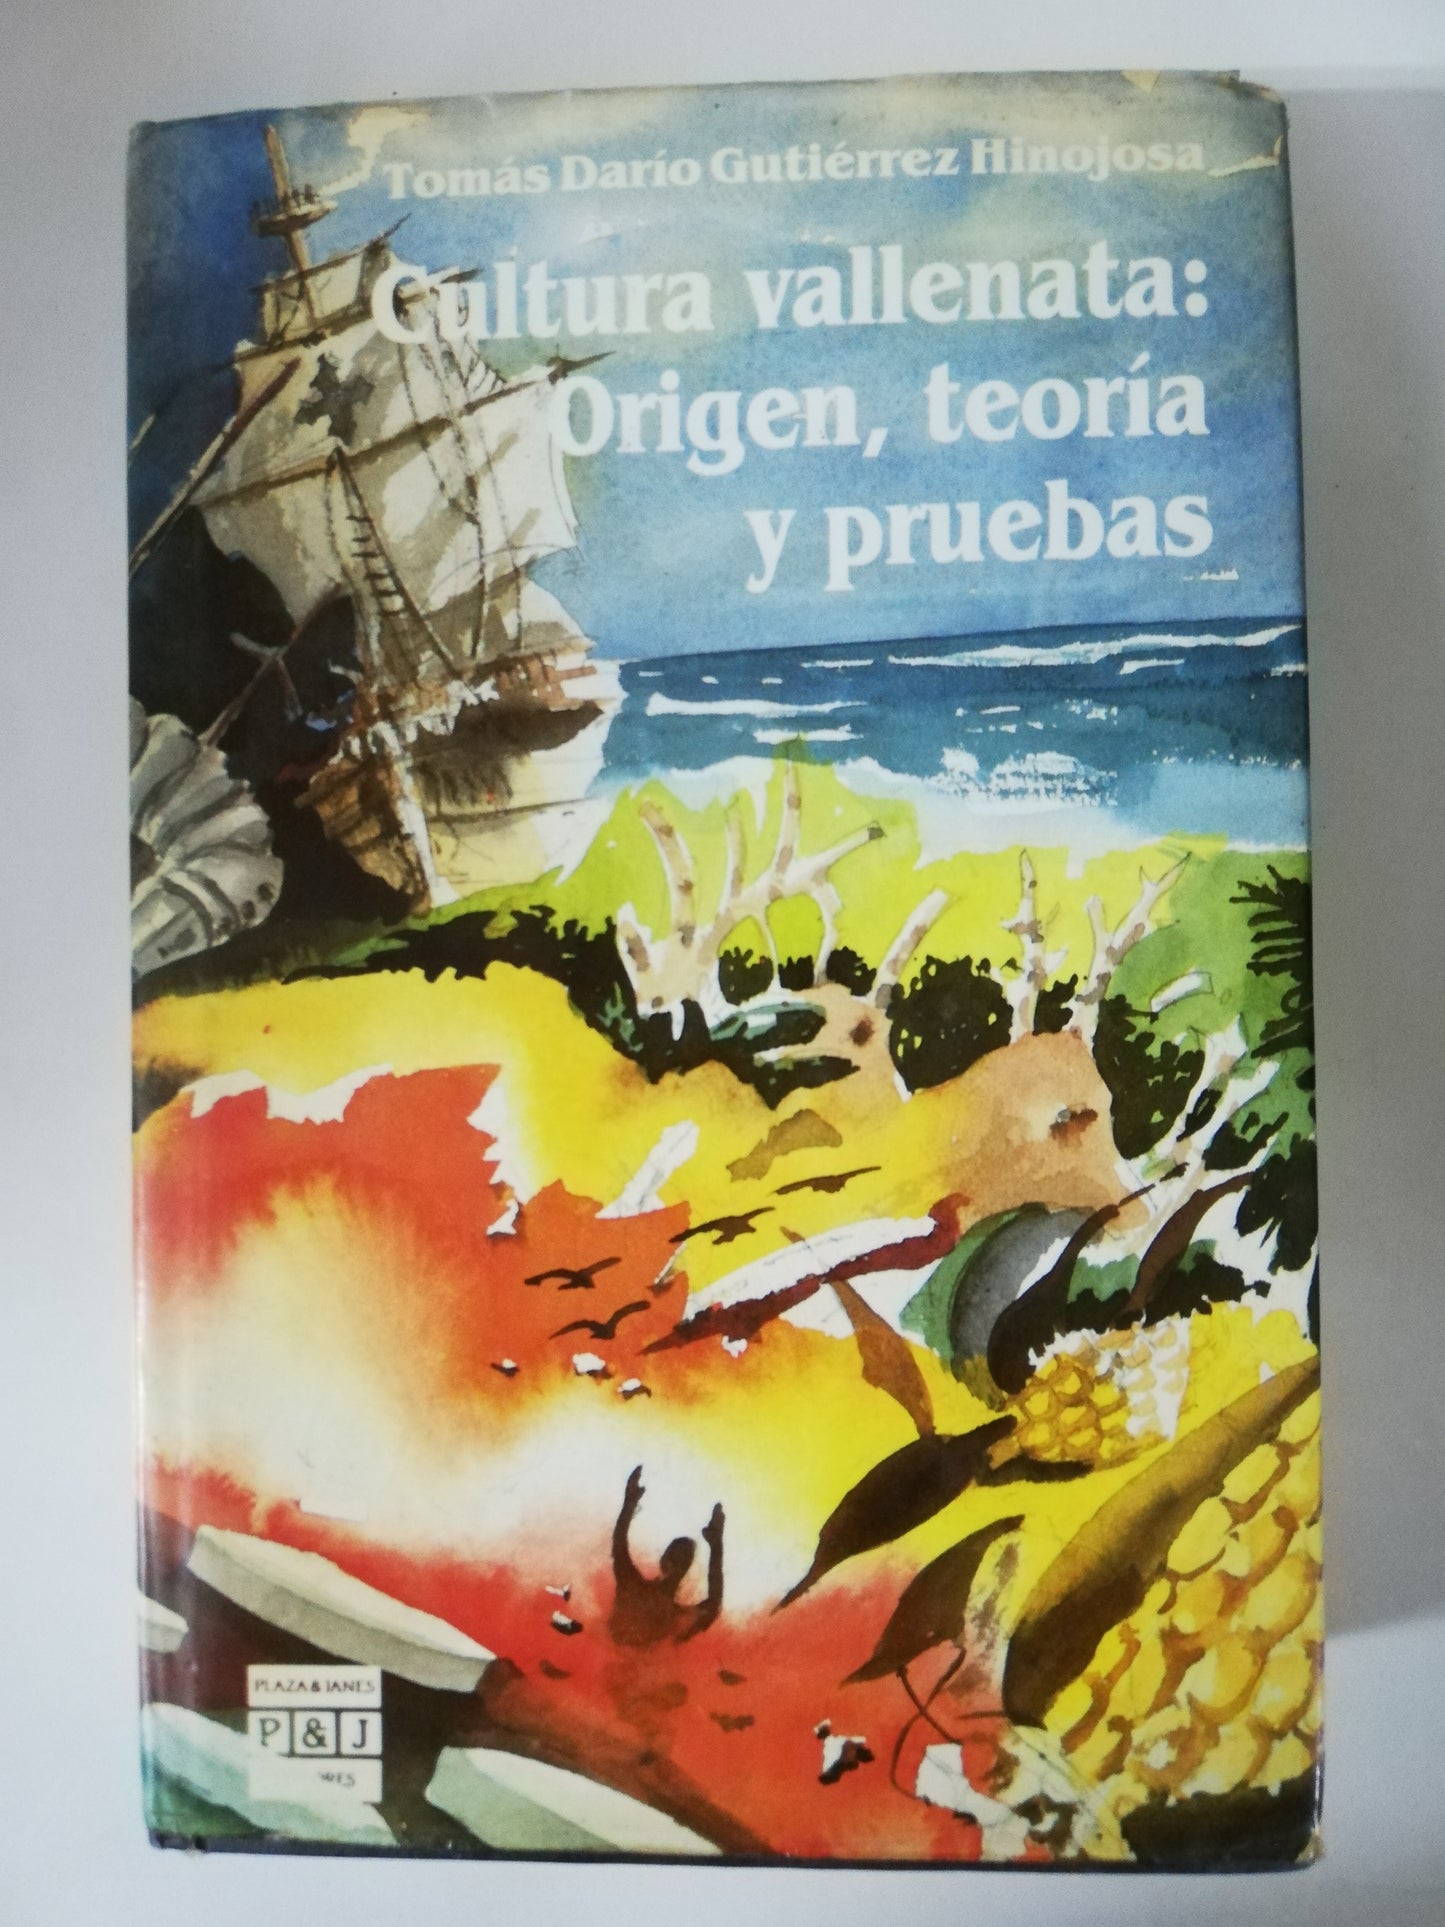 Tomás Darío Gutiérrez Hinojosa
Cultura vallenata:
Origen, teoría
y pruebas
PLAZA & JANES
P & J